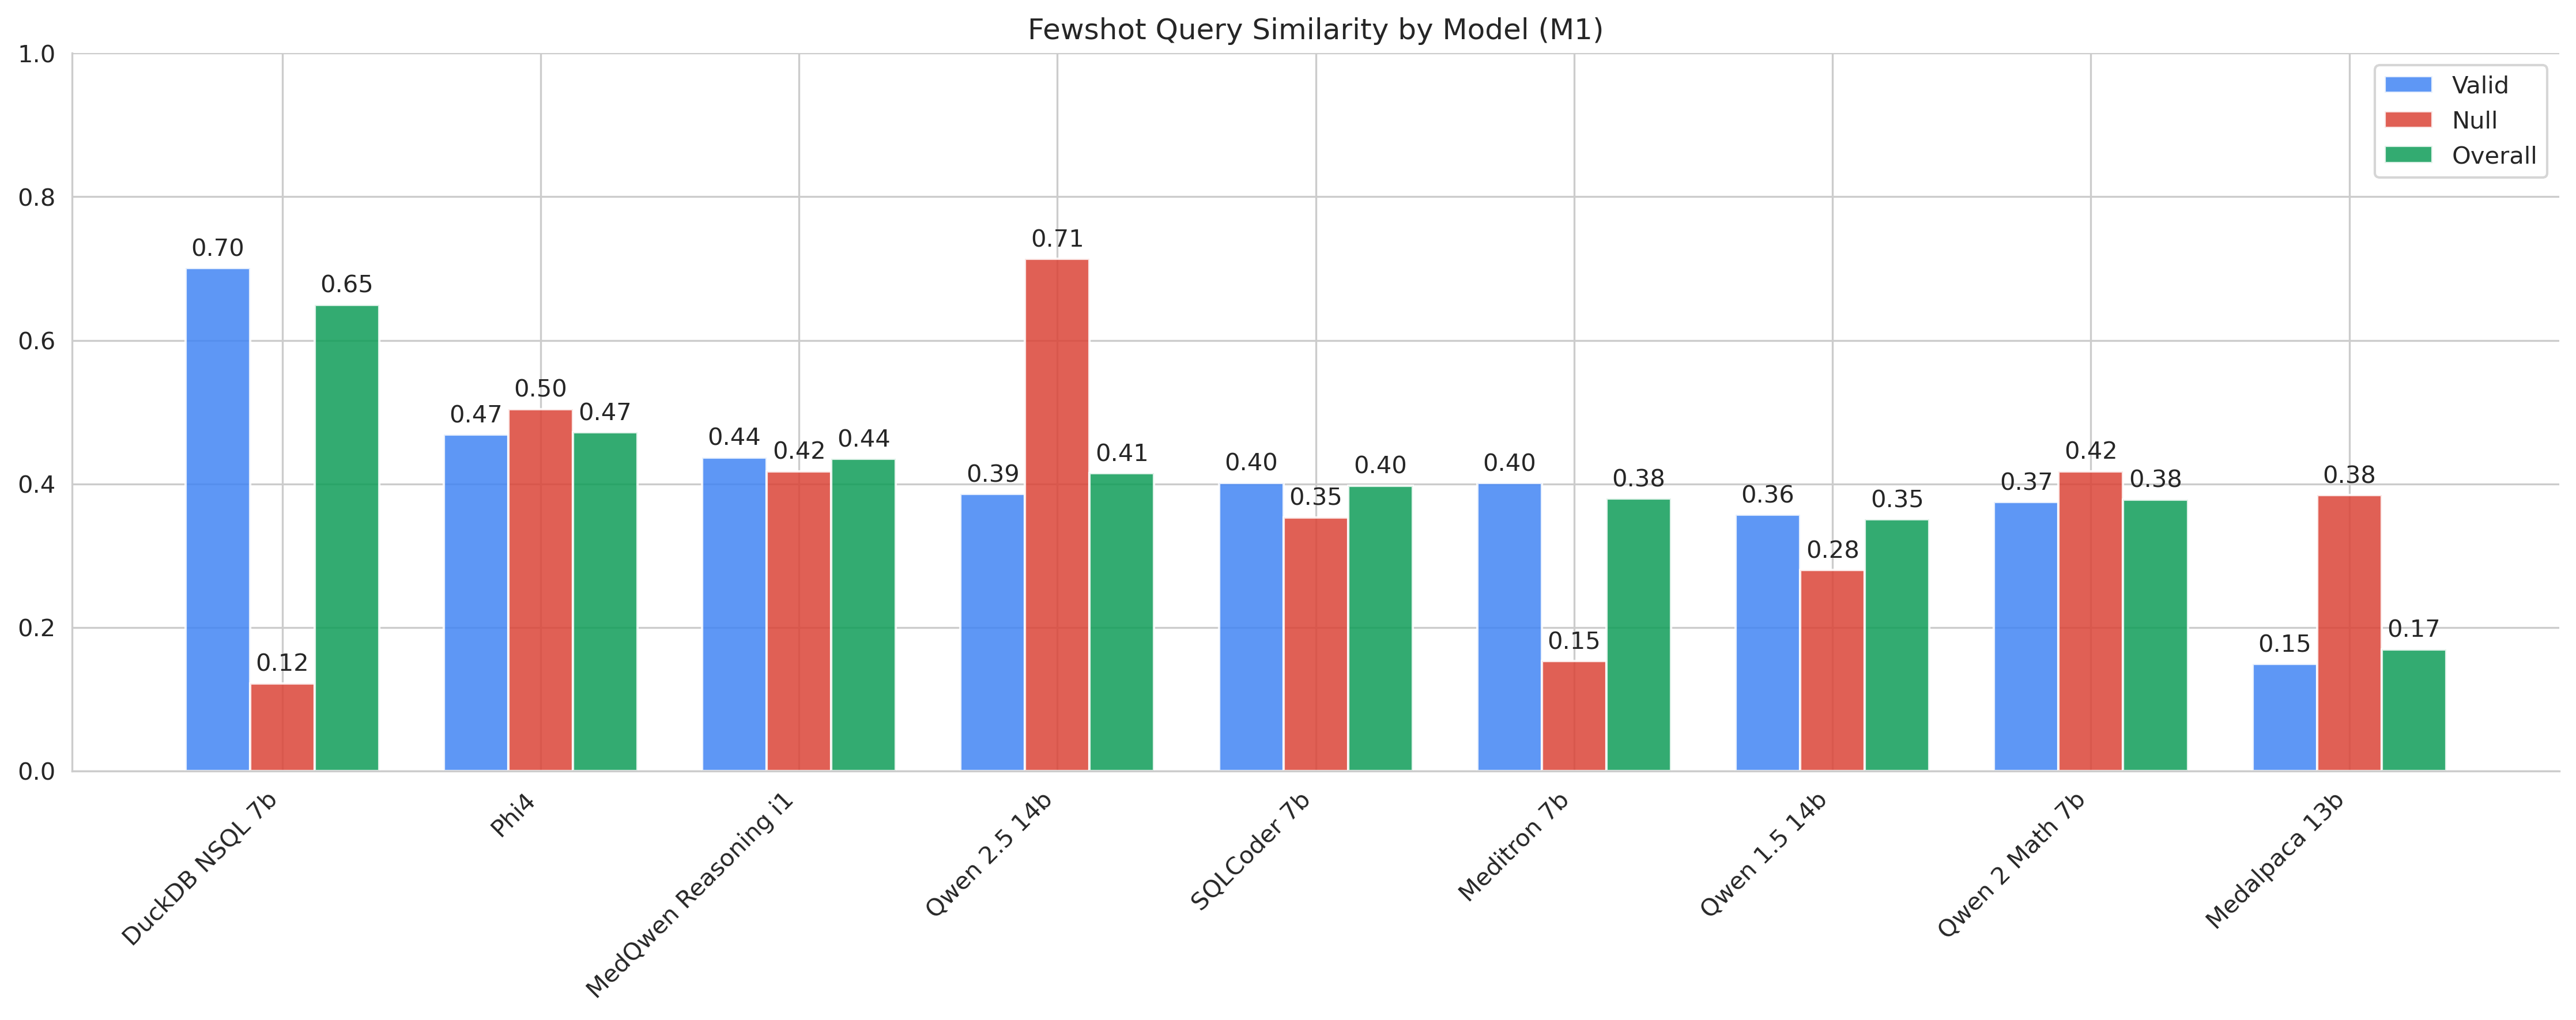 Fewshot Query Similarity by Model (M1)
1.0
0.8
0.6
0.4
0.2
0.0
Valid
Null
Overall
0.70
0.12
0.65
0.47
0.50
0.47
0.44
0.42
0.44
0.39
0.71
0.41
0.40
0.35
0.40
0.40
0.15
0.38
0.36
0.28
0.35
0.37
0.42
0.38
0.15
0.38
0.17
DuckDB NSQL 7b
Phi4
MedQwen Reasoning i1
Qwen 2.5 14b
SQLCoder 7b
Meditron 7b
Qwen 1.5 14b
Qwen 2 Math 7b
Medalpaca 13b